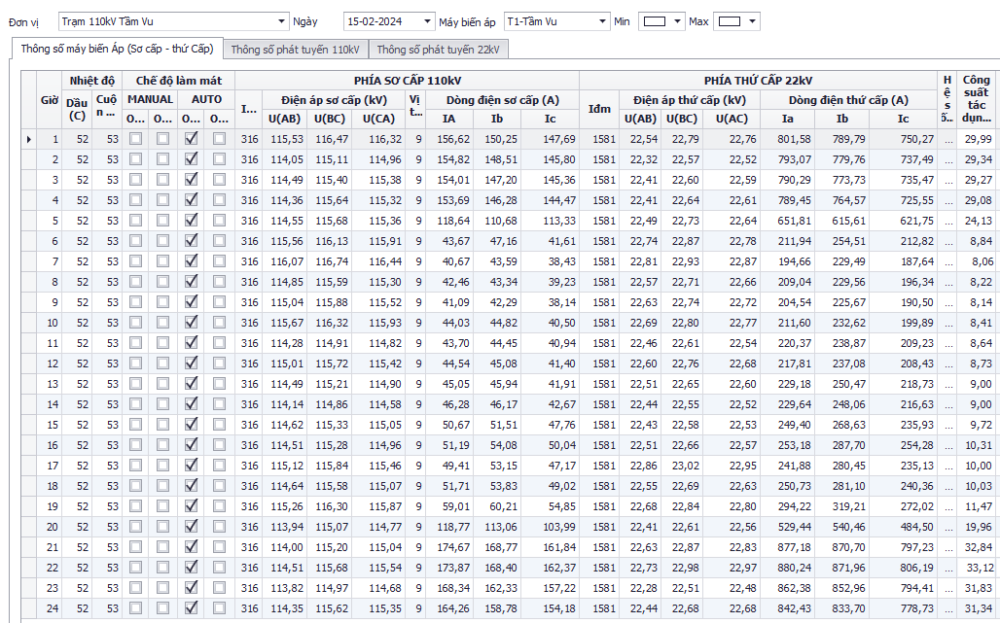 Đơn vị Trạm 110kV Tầm Vu Ngày 15-02-2024 Máy biến áp T1-Tầm Vu Min Max
Thông số máy biến Áp (Sơ cấp - thứ Cấp) Thông số phát tuyến 110kV Thông số phát tuyến 22kV
Giờ Nhiệt độ Chế độ làm mát PHÍA SƠ CẤP 110kV PHÍA THỨ CẤP 22kV Hệ số.. Công suất tác dụn...
Dầu (C) Cuộn ... MANUAL AUTO I... Điện áp sơ cấp (kV) Vị t... Dòng điện sơ cấp (A) Iđm Điện áp thứ cấp (kV) Dòng điện thứ cấp (A)
O... O... O... O... U(AB) U(BC) U(CA) IA Ib Ic U(AB) U(BC) U(AC) Ia Ib Ic
1 52 53 316 115,53 116,47 116,32 9 156,62 150,25 147,69 1581 22,54 22,79 22,76 801,58 789,79 750,27 ... 29,99
2 52 53 316 114,05 115,11 114,96 9 154,82 148,51 145,80 1581 22,32 22,57 22,52 793,07 779,76 737,49 ... 29,34
3 52 53 316 114,49 115,40 115,38 9 154,01 147,20 145,36 1581 22,41 22,60 22,59 790,29 773,73 735,47 ... 29,27
4 52 53 316 114,36 115,64 115,32 9 153,69 146,28 144,47 1581 22,41 22,64 22,61 789,45 764,57 725,55 ... 29,08
5 52 53 316 114,55 115,68 115,36 9 118,64 110,68 113,33 1581 22,49 22,73 22,64 651,81 615,61 621,75 ... 24,13
6 52 53 316 115,56 116,13 115,91 9 43,67 47,16 41,61 1581 22,74 22,87 22,78 211,94 254,51 212,82 ... 8,84
7 52 53 316 116,07 116,74 116,44 9 40,67 43,59 38,43 1581 22,81 22,93 22,87 194,66 229,49 187,64 ... 8,06
8 52 53 316 114,85 115,59 115,30 9 42,46 43,34 39,23 1581 22,57 22,71 22,66 209,04 229,56 196,34 ... 8,22
9 52 53 316 115,04 115,88 115,52 9 41,09 42,29 38,14 1581 22,63 22,74 22,72 204,54 225,67 190,50 ... 8,14
10 52 53 316 115,67 116,32 115,93 9 44,03 44,82 40,50 1581 22,69 22,80 22,77 211,60 232,62 199,89 ... 8,41
11 52 53 316 114,28 114,91 114,82 9 43,70 44,45 40,94 1581 22,46 22,61 22,54 220,37 238,87 209,23 ... 8,64
12 52 53 316 115,01 115,72 115,42 9 44,54 45,08 41,40 1581 22,60 22,76 22,68 217,81 237,08 208,43 ... 8,73
13 52 53 316 114,49 115,21 114,90 9 45,05 45,94 41,91 1581 22,51 22,65 22,60 229,18 250,47 218,73 ... 9,00
14 52 53 316 114,14 114,86 114,58 9 46,28 46,17 42,67 1581 22,44 22,55 22,52 229,64 248,06 216,63 ... 9,00
15 52 53 316 114,62 115,33 115,05 9 50,67 51,51 47,76 1581 22,43 22,58 22,53 249,40 268,63 235,93 ... 9,72
16 52 53 316 114,51 115,28 114,96 9 51,19 54,08 50,04 1581 22,51 22,66 22,57 253,18 287,70 254,28 ... 10,31
17 52 53 316 115,12 115,84 115,46 9 49,41 53,15 47,17 1581 22,86 23,02 22,95 241,88 280,45 235,13 ... 10,00
18 52 53 316 114,64 115,58 115,07 9 51,71 53,83 49,02 1581 22,55 22,69 22,63 250,73 281,10 240,36 ... 10,03
19 52 53 316 115,26 116,30 115,87 9 59,01 60,21 54,85 1581 22,68 22,84 22,80 294,22 319,21 272,02 ... 11,47
20 52 53 316 113,94 115,07 114,77 9 118,77 113,06 103,99 1581 22,41 22,61 22,56 529,44 540,46 484,50 ... 19,96
21 52 53 316 114,00 115,20 115,04 9 174,67 168,77 161,84 1581 22,63 22,87 22,83 877,18 870,70 797,23 ... 32,84
22 52 53 316 114,51 115,68 115,54 9 173,87 168,40 162,37 1581 22,73 22,98 22,97 880,24 871,96 806,19 ... 33,12
23 52 53 316 113,82 114,97 114,68 9 168,34 162,33 157,22 1581 22,28 22,51 22,48 862,38 852,96 794,41 ... 31,83
24 52 53 316 114,35 115,62 115,35 9 164,26 158,78 154,18 1581 22,44 22,68 22,68 842,43 833,70 778,73 ... 31,34